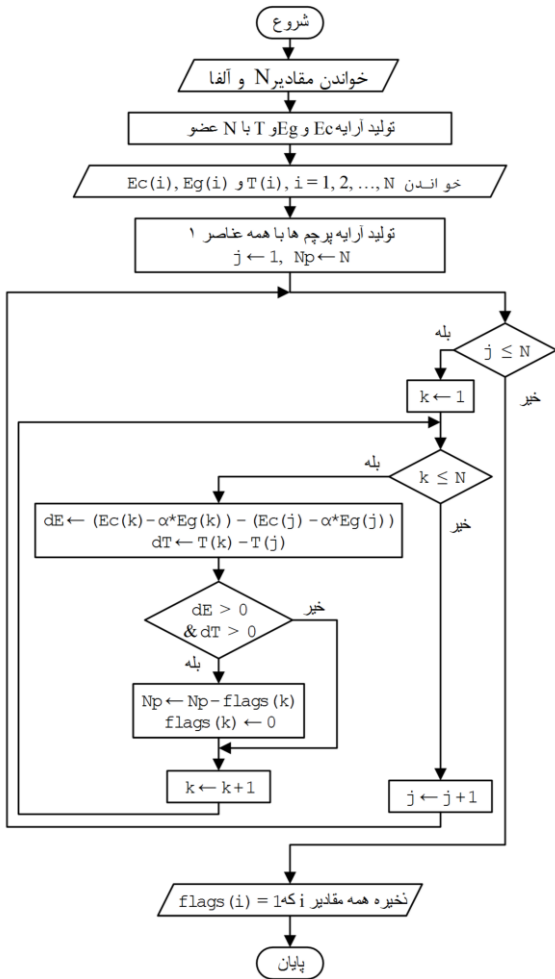 شروع
خواندن مقادیر N و آلفا
تولید آرایه Ec و Eg و T با N عضو
خواندن T(i), i = 1, 2, …, N و Ec(i), Eg(i)
تولید آرایه پرچم ها با همه عناصر ۱
j ← 1, Np ← N
بله
j ≤ N
خیر
k ← 1
بله
k ≤ N
خیر
dE ← (Ec(k)-α*Eg(k)) - (Ec(j)-α*Eg(j))
dT ← T(k) - T(j)
dE > 0
& dT > 0
خیر
بله
Np ← Np - flags(k)
flags(k) ← 0
k ← k+1
j ← j+1
ذخیره همه مقادیر i که flags(i) = 1
پایان